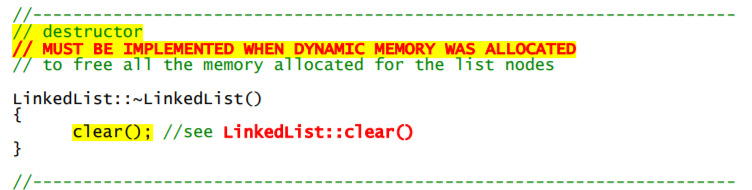 //----------------------------------------------------------------------
// destructor
// MUST BE IMPLEMENTED WHEN DYNAMIC MEMORY WAS ALLOCATED
// to free all the memory allocated for the list nodes
LinkedList::~LinkedList()
{
clear(); //see LinkedList::clear()
}
//----------------------------------------------------------------------